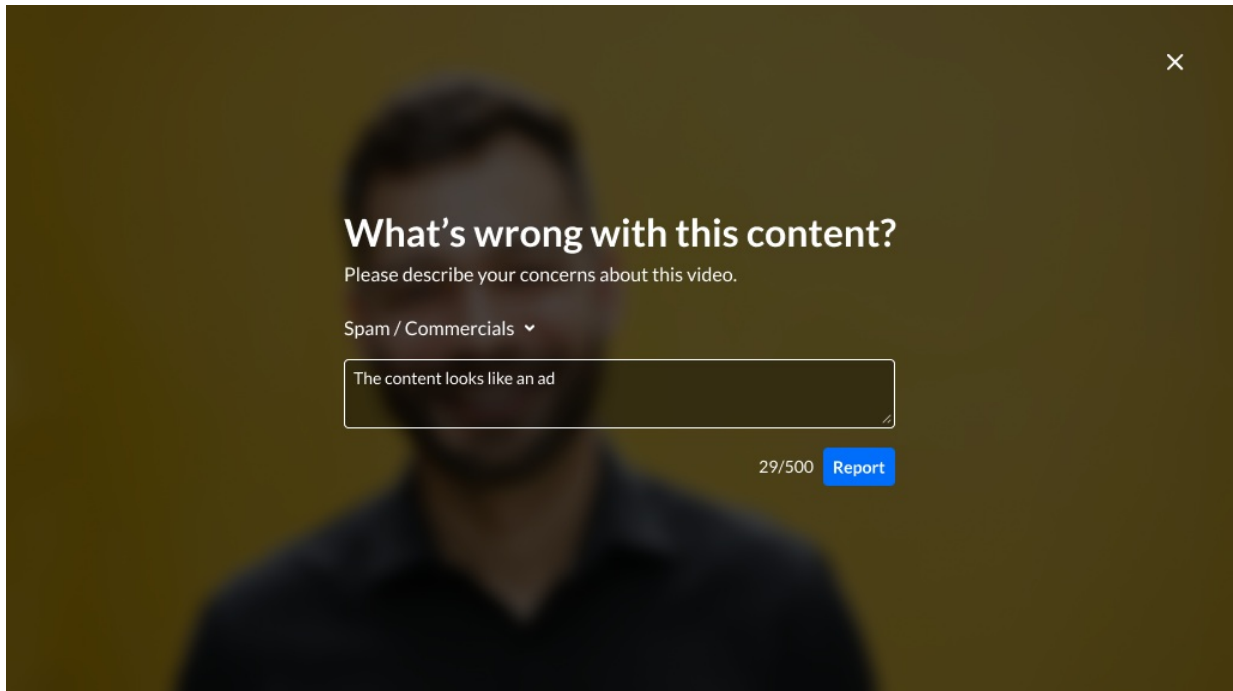 What’s wrong with this content?
Please describe your concerns about this video.
Spam / Commercials
The content looks like an ad
29/500 Report